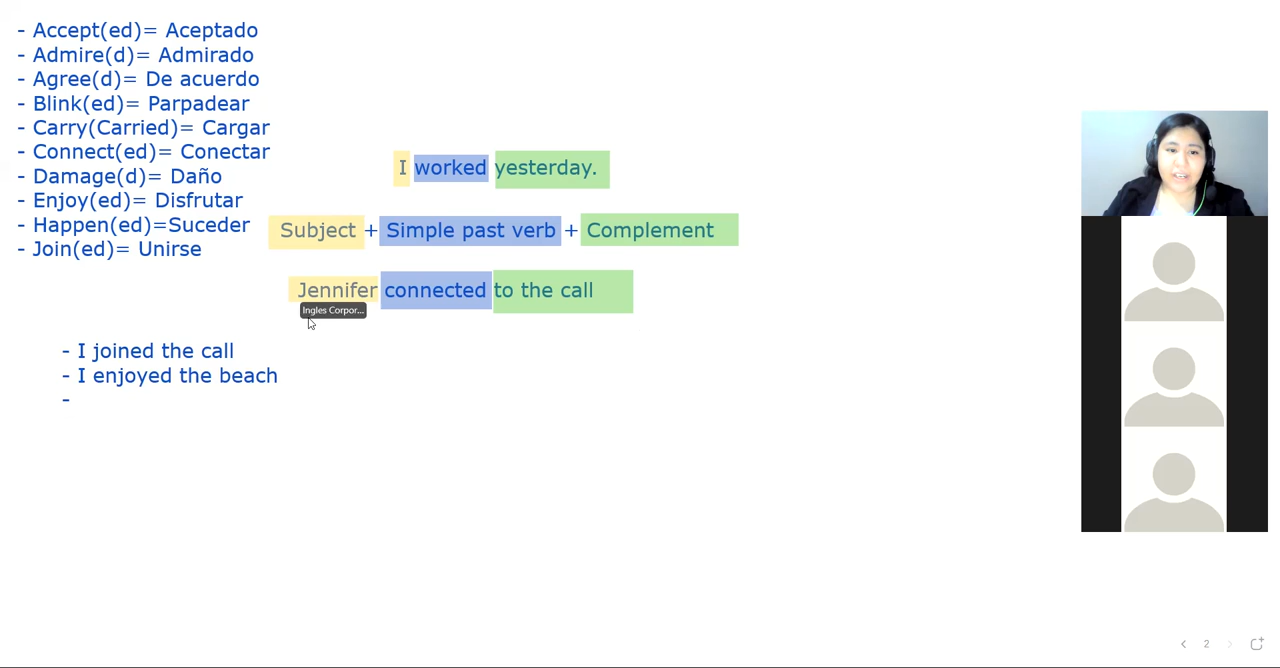 - Accept(ed)= Aceptado
- Admire(d)= Admirado
- Agree(d)= De acuerdo
- Blink(ed)= Parpadear
- Carry(Carried)= Cargar
- Connect(ed)= Conectar
- Damage(d)= Daño
- Enjoy(ed)= Disfrutar
- Happen(ed)=Suceder
- Join(ed)= Unirse
I worked yesterday.
Subject + Simple past verb + Complement
Jennifer connected to the call
Ingles Corpor...
- I joined the call
- I enjoyed the beach
-
2